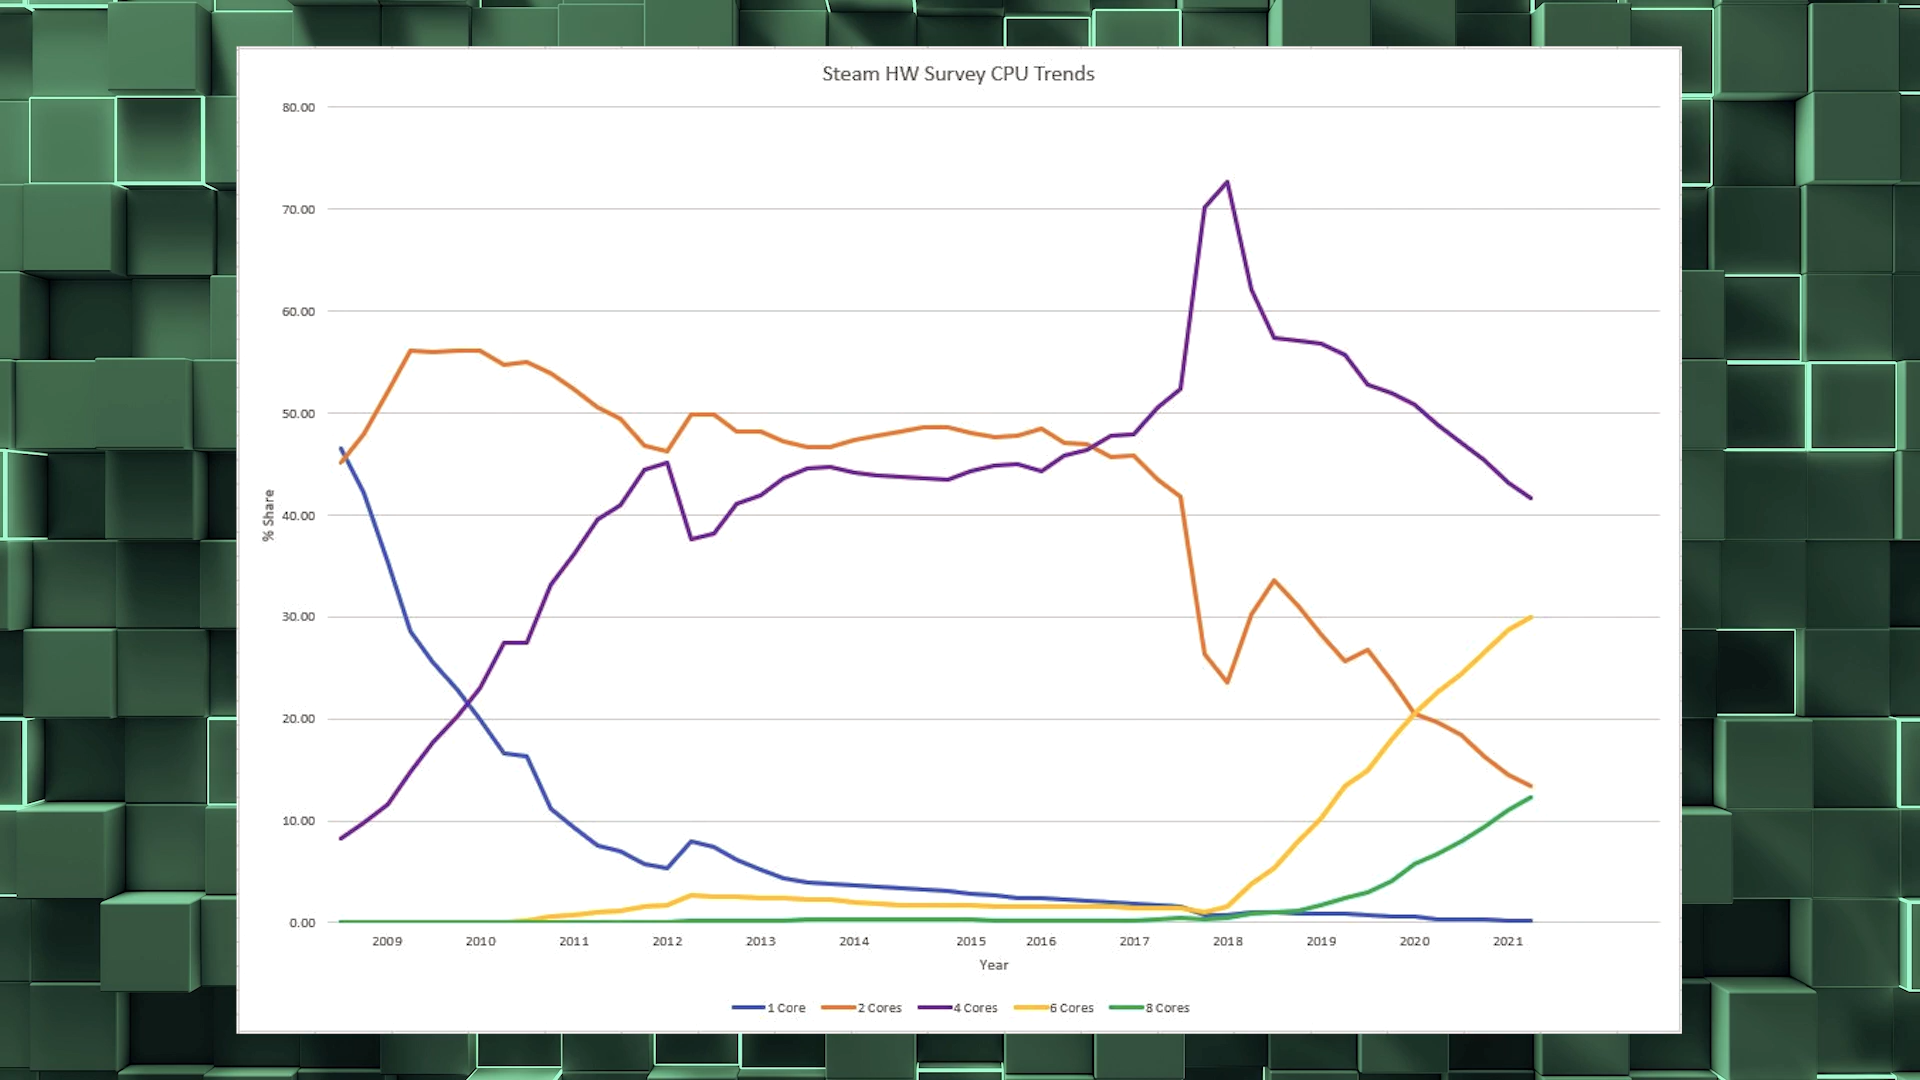 Steam HW Survey CPU Trends
80.00
70.00
60.00
50.00
40.00
30.00
20.00
10.00
0.00
% Share
2009 2010 2011 2012 2013 2014 2015 2016 2017 2018 2019 2020 2021
Year
1 Core 2 Cores 4 Cores 6 Cores 8 Cores